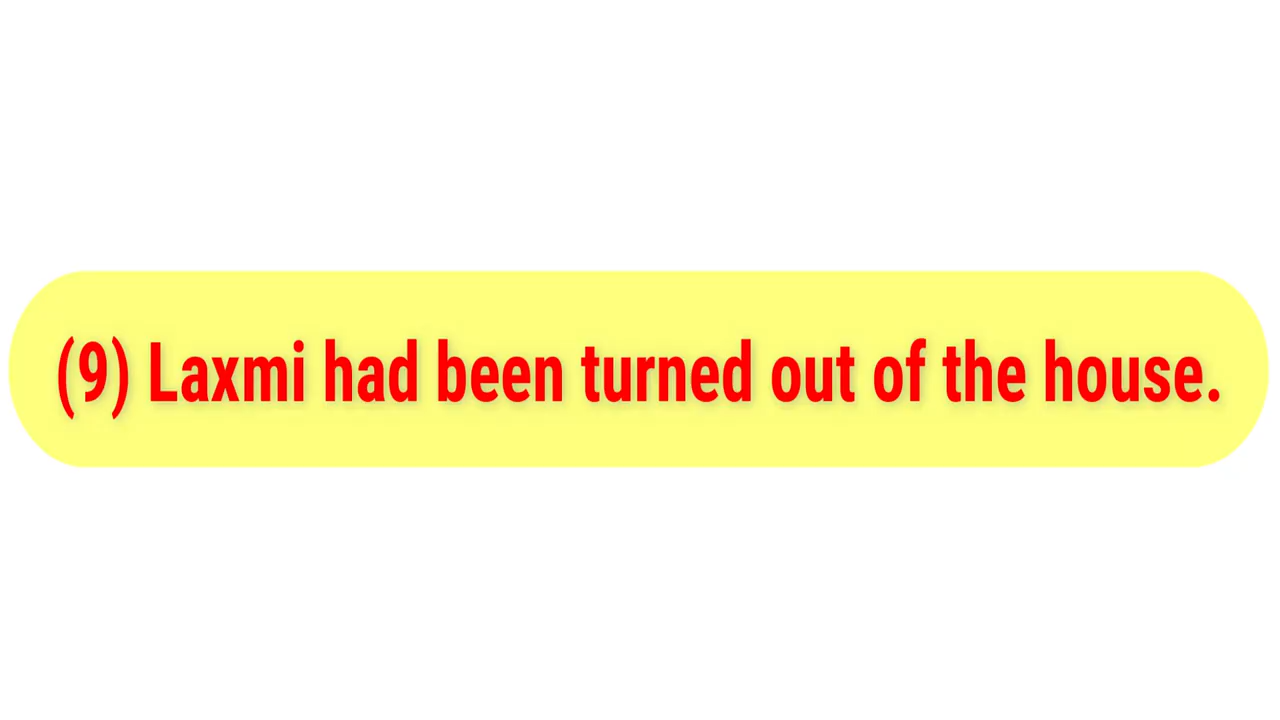 (9) Laxmi had been turned out of the house.